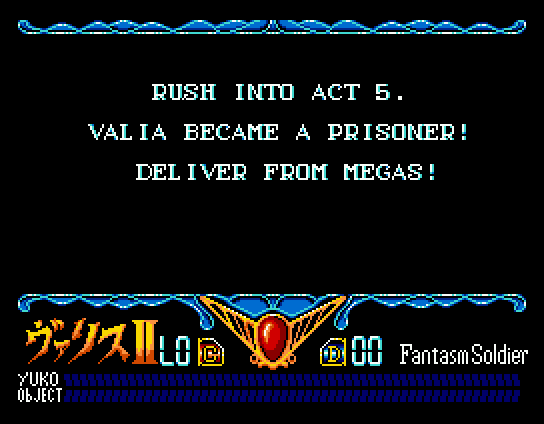 RUSH INTO ACT 5.
VALIA BECAME A PRISONER!
DELIVER FROM MEGAS!
ヴァリスII LO C D 00 Fantasm Soldier
YUKO
OBJECT